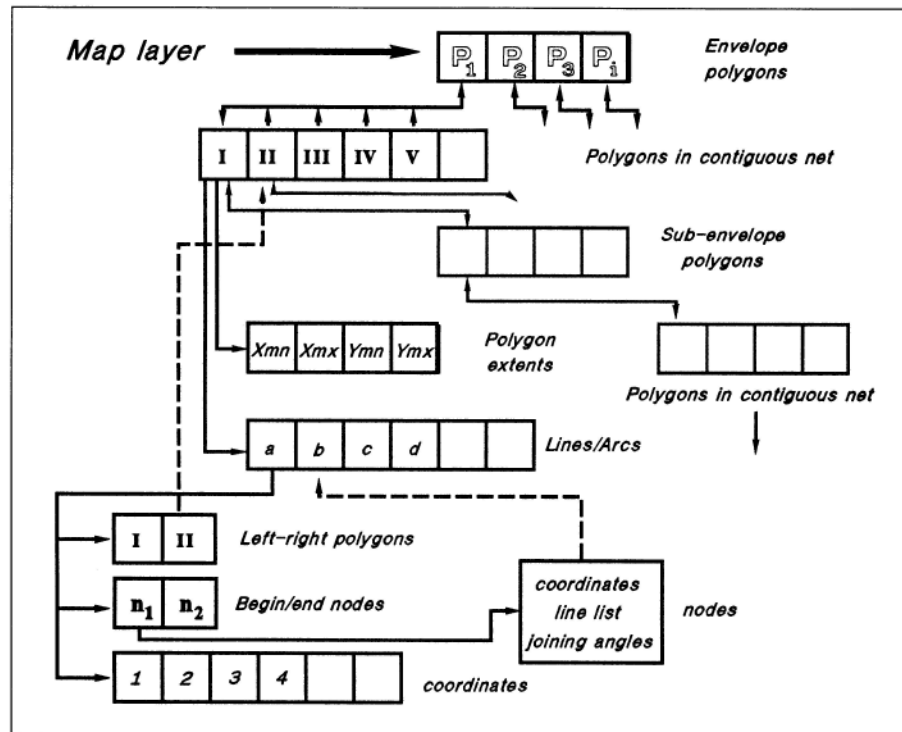 Map layer
P1 P2 P3 Pi
Envelope
polygons
I II III IV V
Polygons in contiguous net
Sub-envelope
polygons
Xmn Xmx Ymn Ymx
Polygon
extents
Polygons in contiguous net
a b c d
Lines/Arcs
I II
Left-right polygons
n1 n2
Begin/end nodes
coordinates
line list
joining angles
nodes
1 2 3 4
coordinates